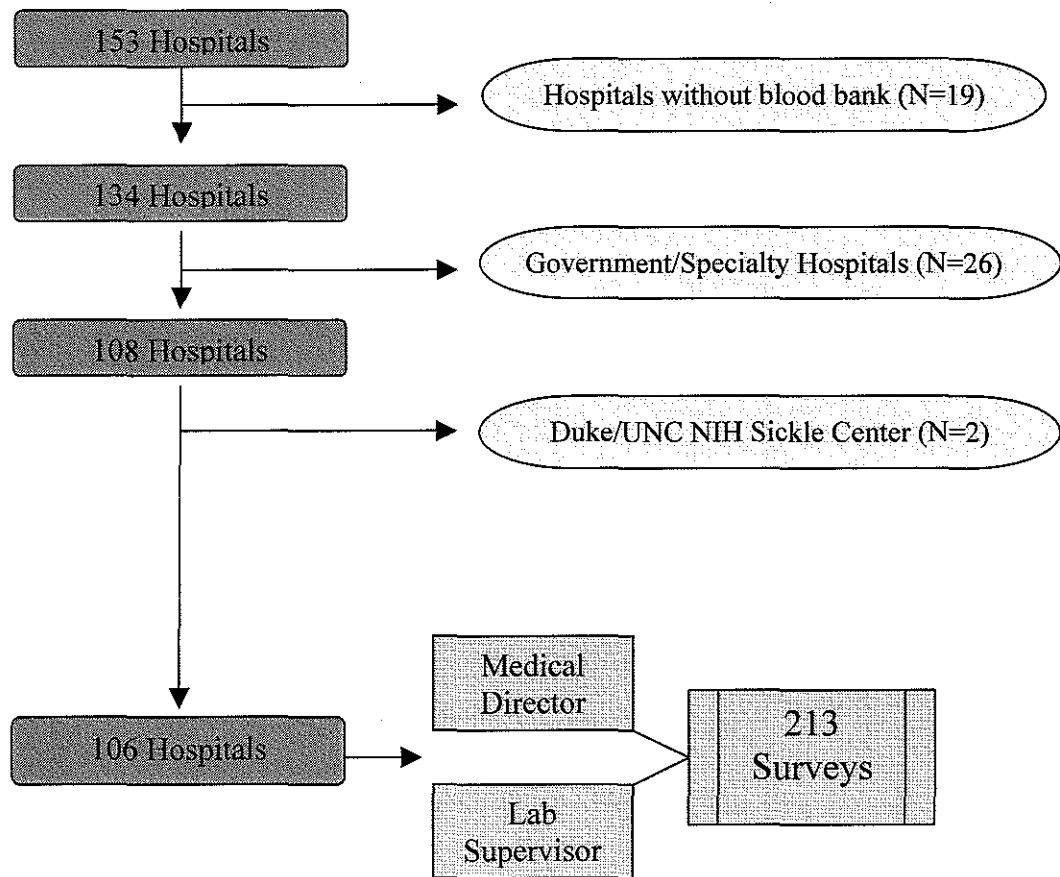 153 Hospitals
Hospitals without blood bank (N=19)
134 Hospitals
Government/Specialty Hospitals (N=26)
108 Hospitals
Duke/UNC NIH Sickle Center (N=2)
106 Hospitals
Medical
Director
Lab
Supervisor
213
Surveys